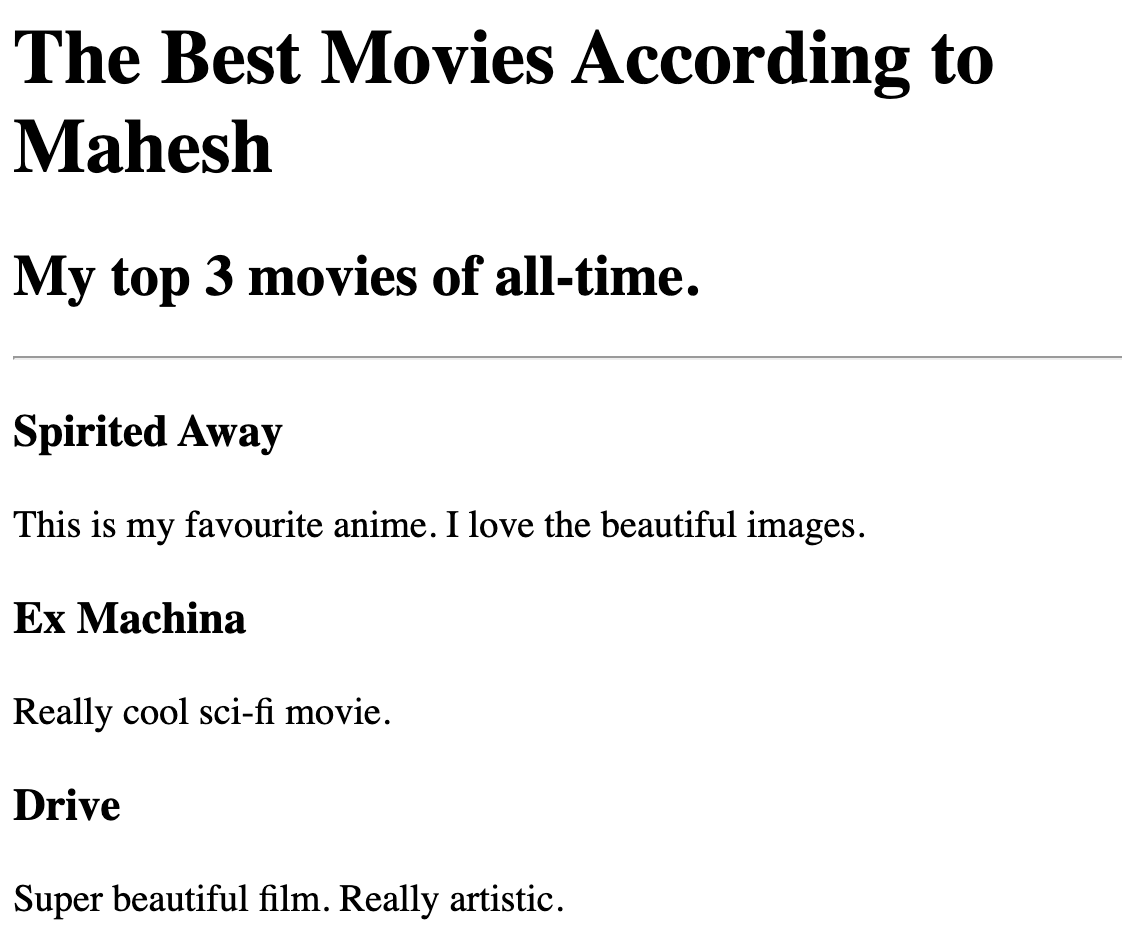 The Best Movies According to
Mahesh
My top 3 movies of all-time.
Spirited Away
This is my favourite anime. I love the beautiful images.
Ex Machina
Really cool sci-fi movie.
Drive
Super beautiful film. Really artistic.